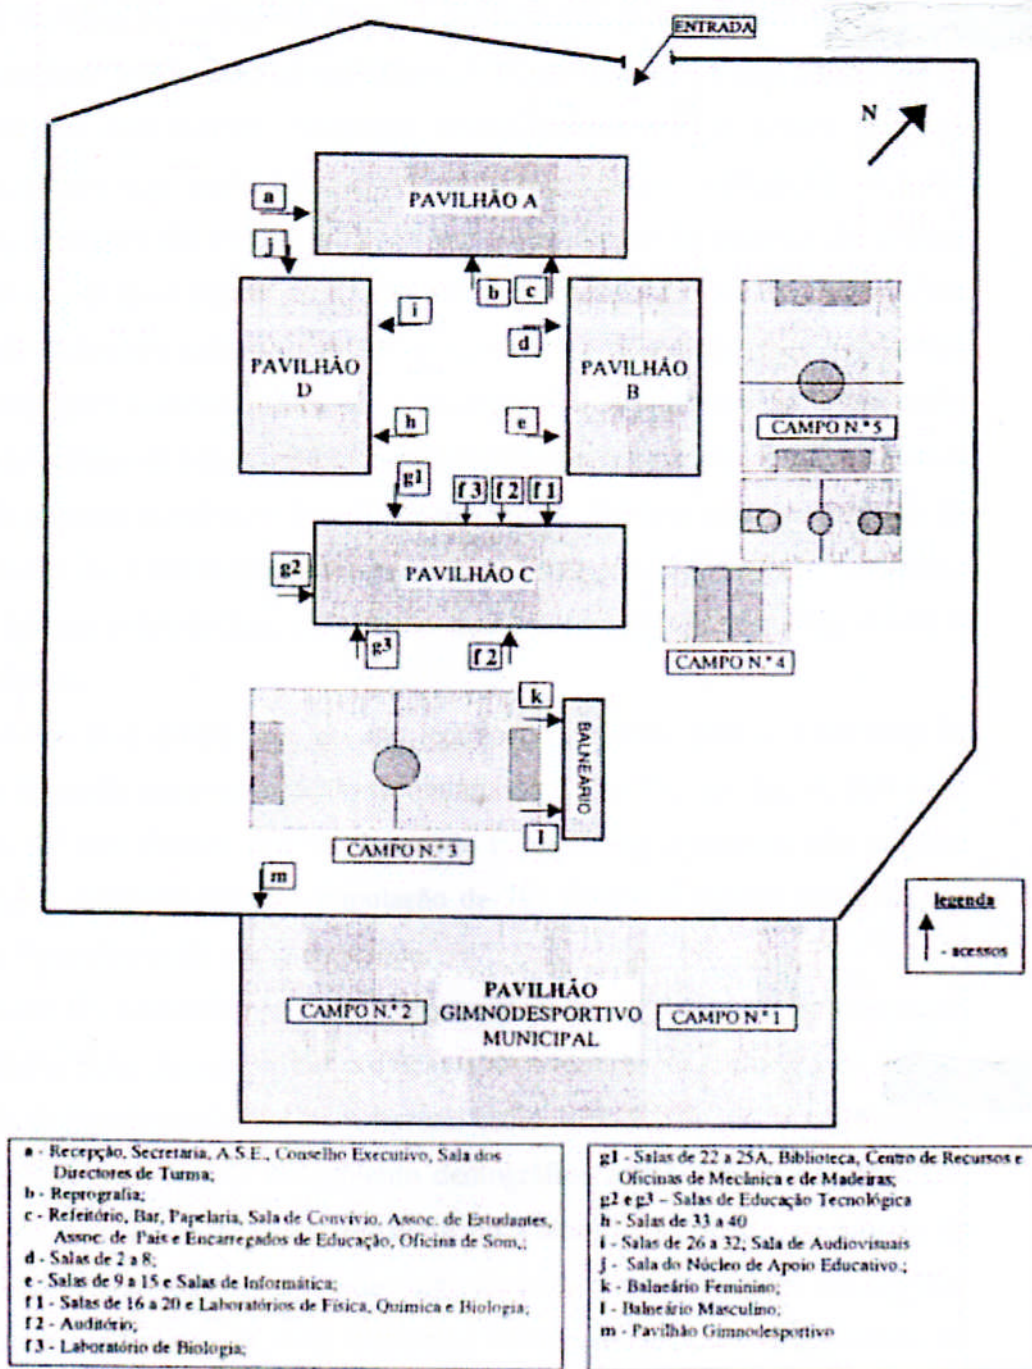 ENTRADA
N
PAVILHÃO A
a
j
b
c
i
d
PAVILHÃO
D
PAVILHÃO
B
CAMPO N.º 5
h
e
g1
f 3
f 2
f 1
g2
PAVILHÃO C
g3
f 2
CAMPO N.º 4
k
BALNEÁRIO
l
CAMPO N.º 3
m
legenda
- acessos
PAVILHÃO
GIMNODESPORTIVO
MUNICIPAL
CAMPO N.º 2
CAMPO N.º 1
a - Recepção, Secretaria, A.S.E., Conselho Executivo, Sala dos
Directores de Turma;
b - Reprografia;
c - Refeitório, Bar, Papelaria, Sala de Convívio, Assoc. de Estudantes,
Assoc. de Pais e Encarregados de Educação, Oficina de Som,;
d - Salas de 2 a 8;
e - Salas de 9 a 15 e Salas de Informática;
f 1 - Salas de 16 a 20 e Laboratórios de Física, Química e Biologia;
f 2 - Auditório;
f 3 - Laboratório de Biologia;
g1 - Salas de 22 a 25A, Biblioteca, Centro de Recursos e
Oficinas de Mecânica e de Madeiras;
g2 e g3 – Salas de Educação Tecnológica
h - Salas de 33 a 40
i - Salas de 26 a 32; Sala de Audiovisuais
j - Sala do Núcleo de Apoio Educativo.;
k - Balneário Feminino;
l - Balneário Masculino;
m - Pavilhão Gimnodesportivo